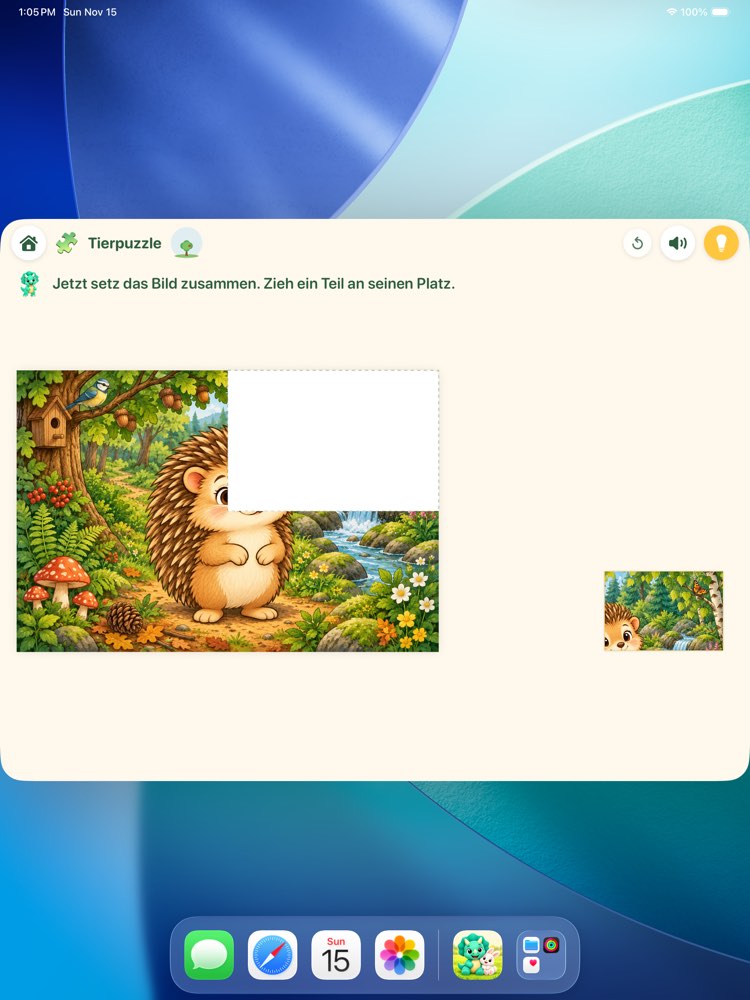 1:05 PM Sun Nov 15
100%
Tierpuzzle
Jetzt setz das Bild zusammen. Zieh ein Teil an seinen Platz.
Sun
15